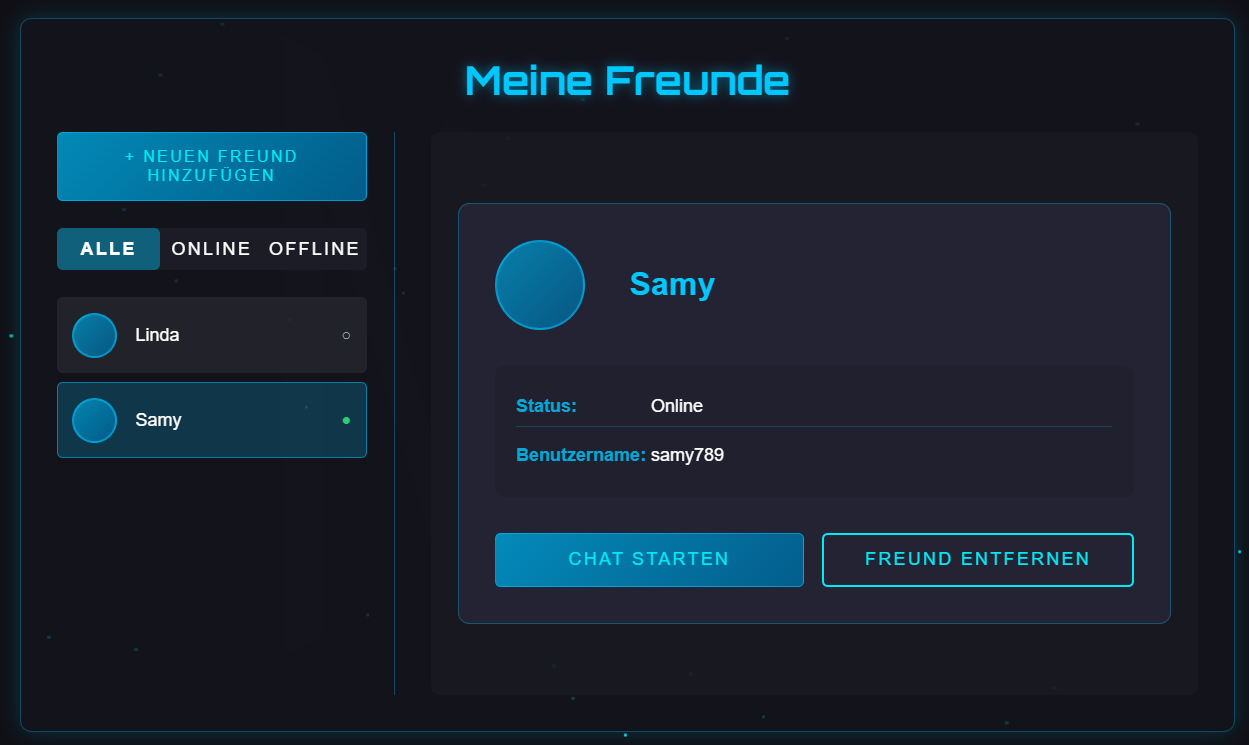 Meine Freunde
+ NEUEN FREUND
HINZUFÜGEN
ALLE ONLINE OFFLINE
Linda
Samy
Samy
Status: Online
Benutzername: samy789
CHAT STARTEN FREUND ENTFERNEN